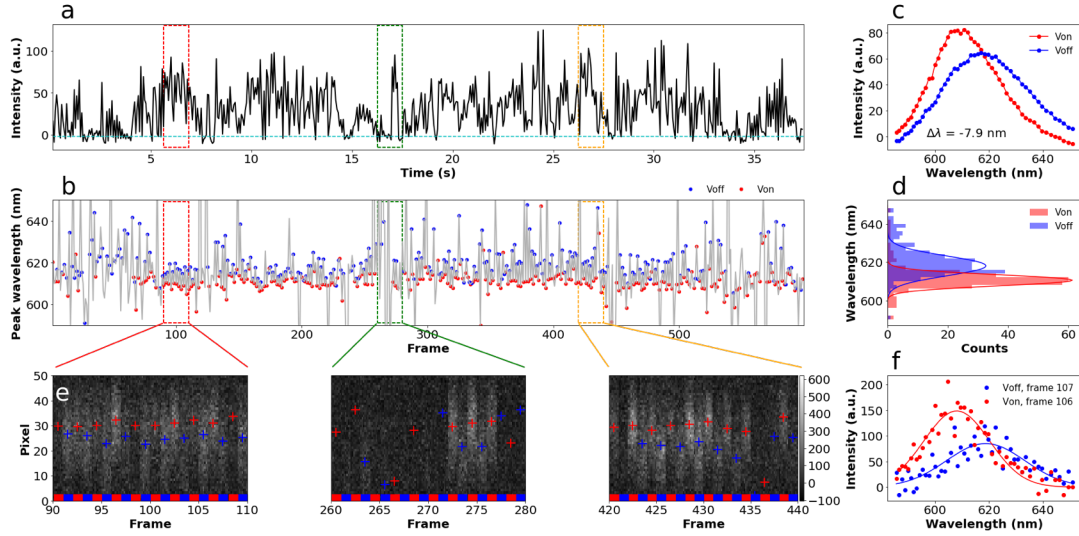 a
Intensity (a.u.)
100
50
0
5
10
15
20
25
30
35
Time (s)
b
Voff
Von
Peak wavelength (nm)
640
620
600
100
200
300
400
500
Frame
e
Pixel
50
40
30
20
10
0
90
95
100
105
110
Frame
260
265
270
275
280
Frame
420
425
430
435
440
Frame
600
500
400
300
200
100
0
−100
c
Intensity (a.u.)
80
60
40
20
0
Von
Voff
Δλ = -7.9 nm
600
620
640
Wavelength (nm)
d
Wavelength (nm)
640
620
600
Von
Voff
0
20
40
60
Counts
f
Intensity (a.u.)
200
150
100
50
0
Voff, frame 107
Von, frame 106
600
620
640
Wavelength (nm)